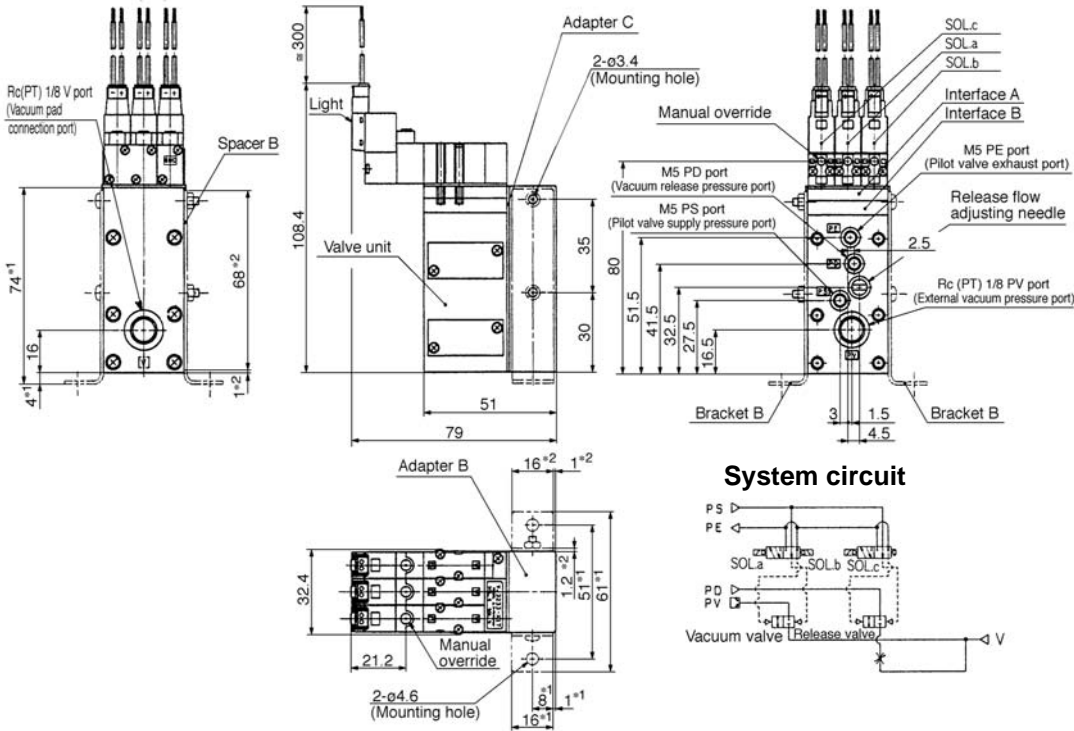 Rc(PT) 1/8 V port
(Vacuum pad
connection port)
Spacer B
74*1
16
4*1
68*2
1*2
V
≈ 300
Light
108.4
Valve unit
Adapter C
2-ø3.4
(Mounting hole)
35
30
51
79
SOL.c
SOL.a
SOL.b
Interface A
Interface B
Manual override
M5 PE port
(Pilot valve exhaust port)
M5 PD port
(Vacuum release pressure port)
Release flow
adjusting needle
M5 PS port
(Pilot valve supply pressure port)
2.5
Rc (PT) 1/8 PV port
(External vacuum pressure port)
PE
PD
PS
PV
80
51.5
41.5
32.5
27.5
16.5
Bracket B
3
1.5
4.5
Bracket B
Adapter B
16*2
1*2
32.4
1.2*2
51*1
61*1
21.2
Manual
override
2-ø4.6
(Mounting hole)
8*1
1*1
16*1
System circuit
PS
PE
SOL.a
SOL.b
SOL.c
PD
PV
Vacuum valve
Release valve
V